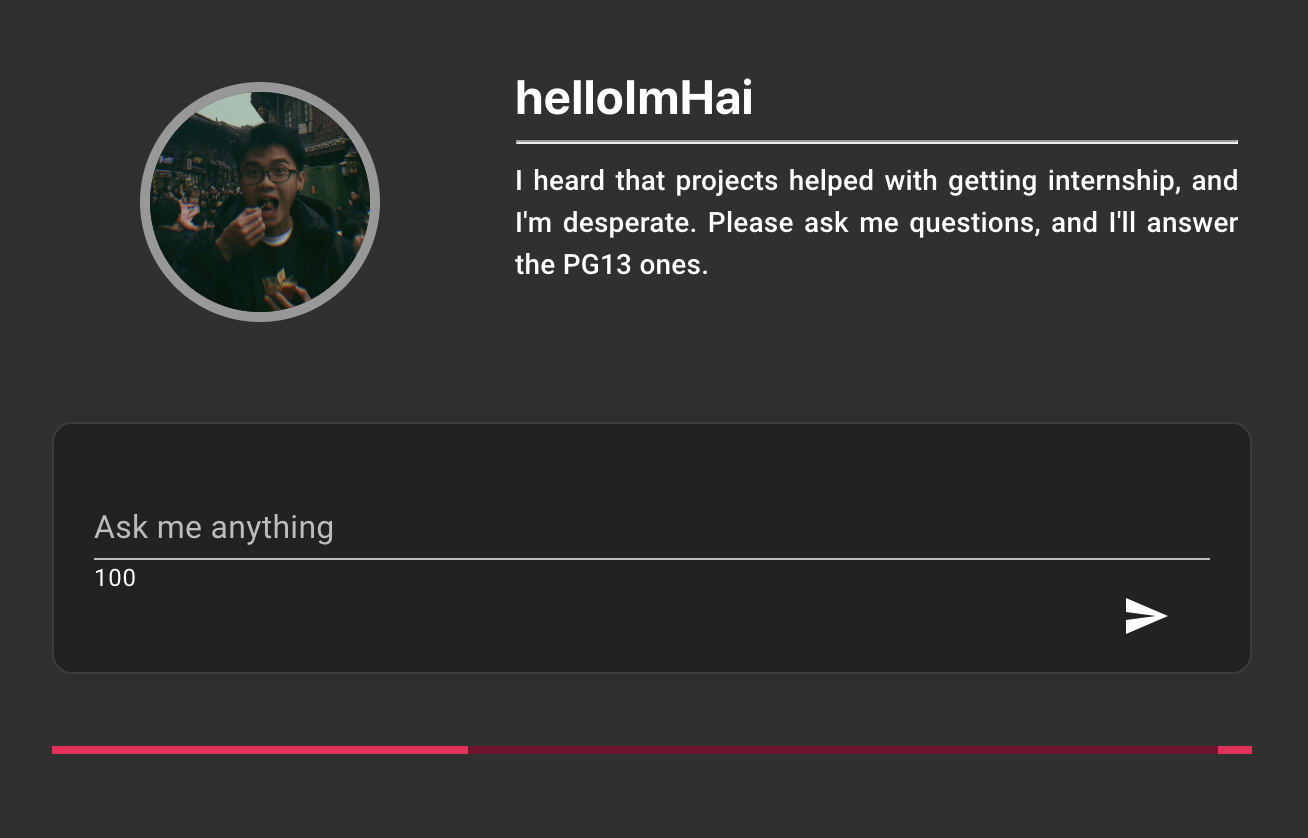 helloImHai
I heard that projects helped with getting internship, and
I'm desperate. Please ask me questions, and I'll answer
the PG13 ones.
Ask me anything
100